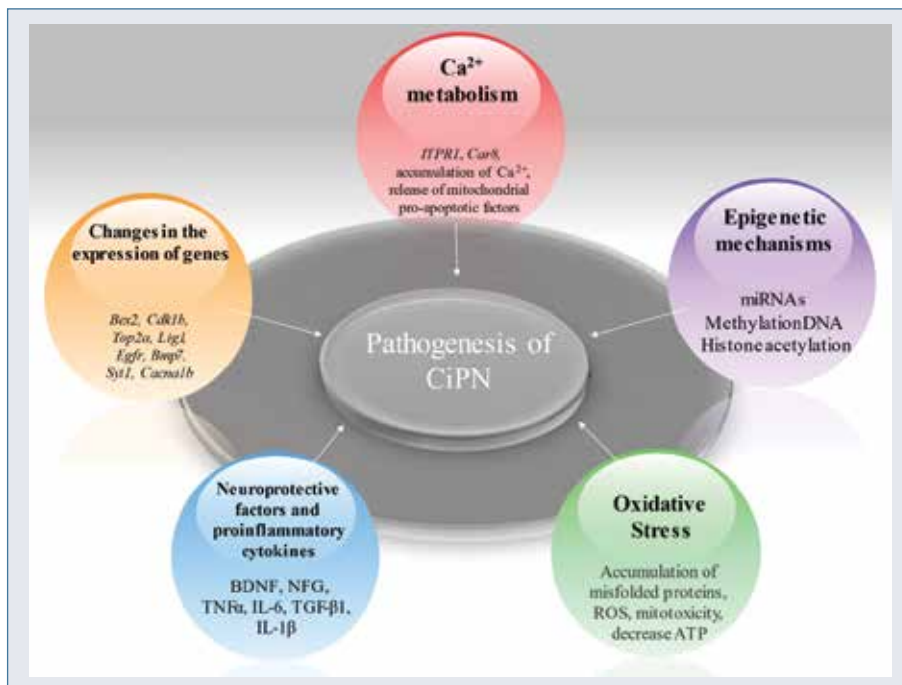 Ca²⁺
metabolism
ITPR1, Car8,
accumulation of Ca²⁺,
release of mitochondrial
pro-apoptotic factors
Changes in the
expression of genes
Bex2, Cdk1b,
Top2a, Lig1
Egfr, Bmp7,
Syt1, Cacna1b
Epigenetic
mechanisms
miRNAs
Methylation DNA
Histone acetylation
Pathogenesis of
CiPN
Neuroprotective
factors and
proinflammatory
cytokines
BDNF, NFG,
TNFα, IL-6, TGF-β1,
IL-1β
Oxidative
Stress
Accumulation of
misfolded proteins,
ROS, mitotoxicity,
decrease ATP